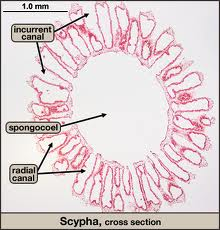 1.0 mm
incurrent
canal
spongocoel
radial
canal
Scypha, cross section